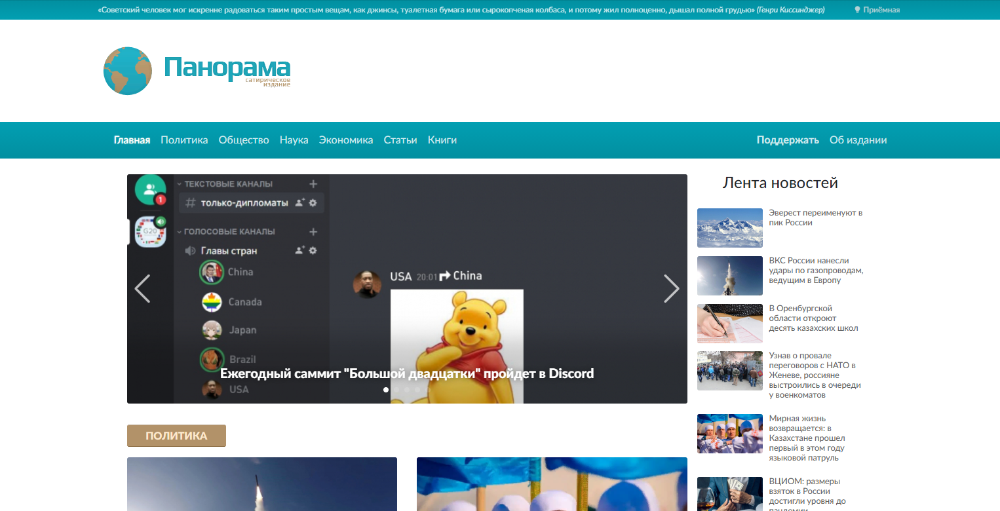 «Советский человек мог искренне радоваться таким простым вещам, как джинсы, туалетная бумага или сырокопченая колбаса, и потому жил полноценно, дышал полной грудью» (Генри Киссинджер)
Приёмная
Панорама
сатирическое
издание
Главная Политика Общество Наука Экономика Статьи Книги
Поддержать Об издании
ТЕКСТОВЫЕ КАНАЛЫ
# только-дипломаты
1
G20
ГОЛОСОВЫЕ КАНАЛЫ
Главы стран
China
Canada
Japan
Brazil
USA
USA 20:01 China
Ежегодный саммит "Большой двадцатки" пройдет в Discord
ПОЛИТИКА
Лента новостей
Эверест переименуют в
пик России
ВКС России нанесли
удары по газопроводам,
ведущим в Европу
В Оренбургской
области откроют
десять казахских школ
Узнав о провале
переговоров с НАТО в
Женеве, россияне
выстроились в очереди
у военкоматов
Мирная жизнь
возвращается: в
Казахстане прошел
первый в этом году
языковой патруль
ВЦИОМ: размеры
взяток в России
достигли уровня до
пандемии